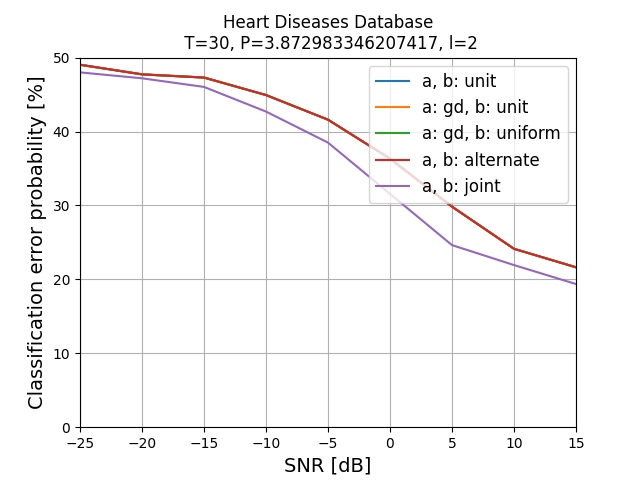 Heart Diseases Database
T=30, P=3.872983346207417, l=2
Classification error probability [%]
50
40
30
20
10
0
a, b: unit
a: gd, b: unit
a: gd, b: uniform
a, b: alternate
a, b: joint
−25 −20 −15 −10 −5 0 5 10 15
SNR [dB]